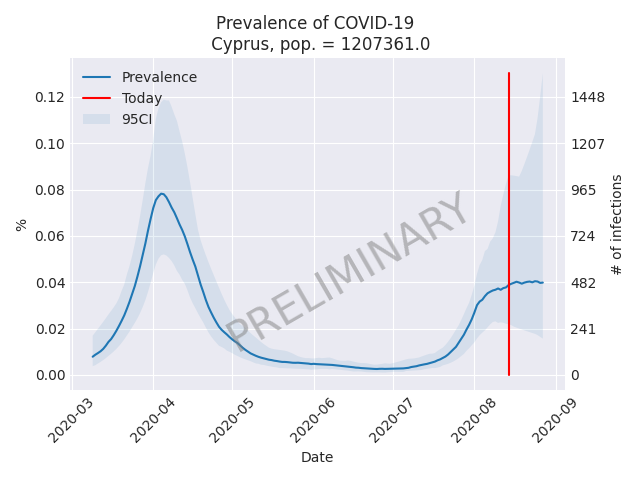 Prevalence of COVID-19
Cyprus, pop. = 1207361.0
Prevalence
Today
95CI
0.12
0.10
0.08
0.06
0.04
0.02
0.00
%
1448
1207
965
724
482
241
0
# of infections
PRELIMINARY
2020-03
2020-04
2020-05
2020-06
2020-07
2020-08
2020-09
Date